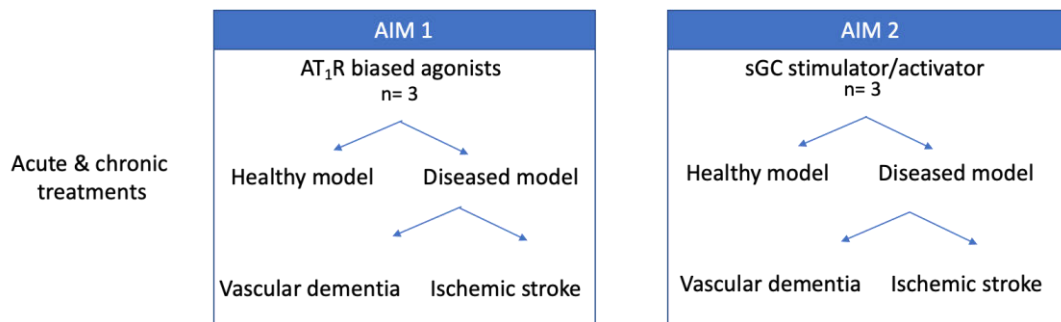 AIM 1
AT₁R biased agonists
n= 3
Healthy model
Diseased model
Vascular dementia
Ischemic stroke
Acute & chronic
treatments
AIM 2
sGC stimulator/activator
n= 3
Healthy model
Diseased model
Vascular dementia
Ischemic stroke